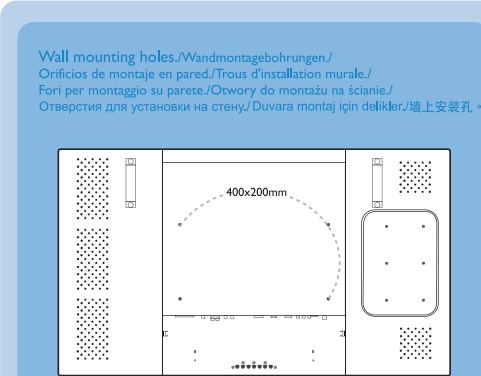 Wall mounting holes./Wandmontagebohrungen./
Orificios de montaje en pared./Trous d'installation murale./
Fori per montaggio su parete./Otwory do montażu na ścianie./
Отверстия для установки на стену./Duvara montaj için delikler./墙上安装孔。
400x200mm